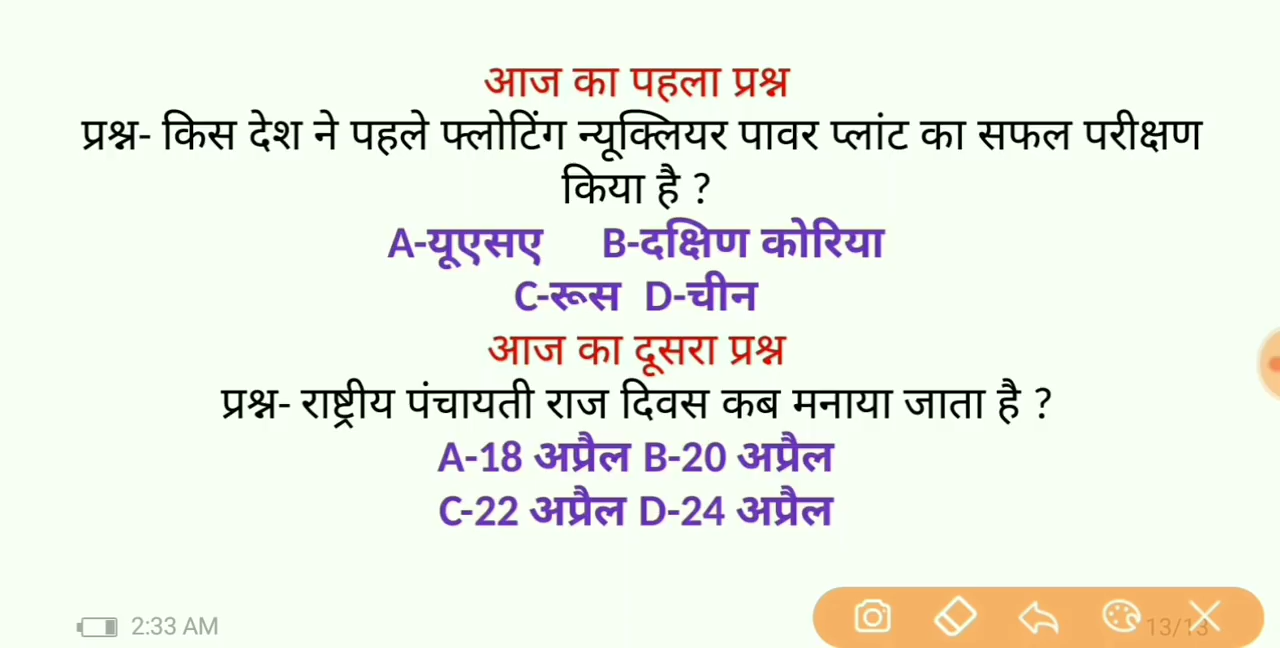 आज का पहला प्रश्न
प्रश्न- किस देश ने पहले फ्लोटिंग न्यूक्लियर पावर प्लांट का सफल परीक्षण
किया है ?
A-यूएसए B-दक्षिण कोरिया
C-रूस D-चीन
आज का दूसरा प्रश्न
प्रश्न- राष्ट्रीय पंचायती राज दिवस कब मनाया जाता है ?
A-18 अप्रैल B-20 अप्रैल
C-22 अप्रैल D-24 अप्रैल
2:33 AM
13/13